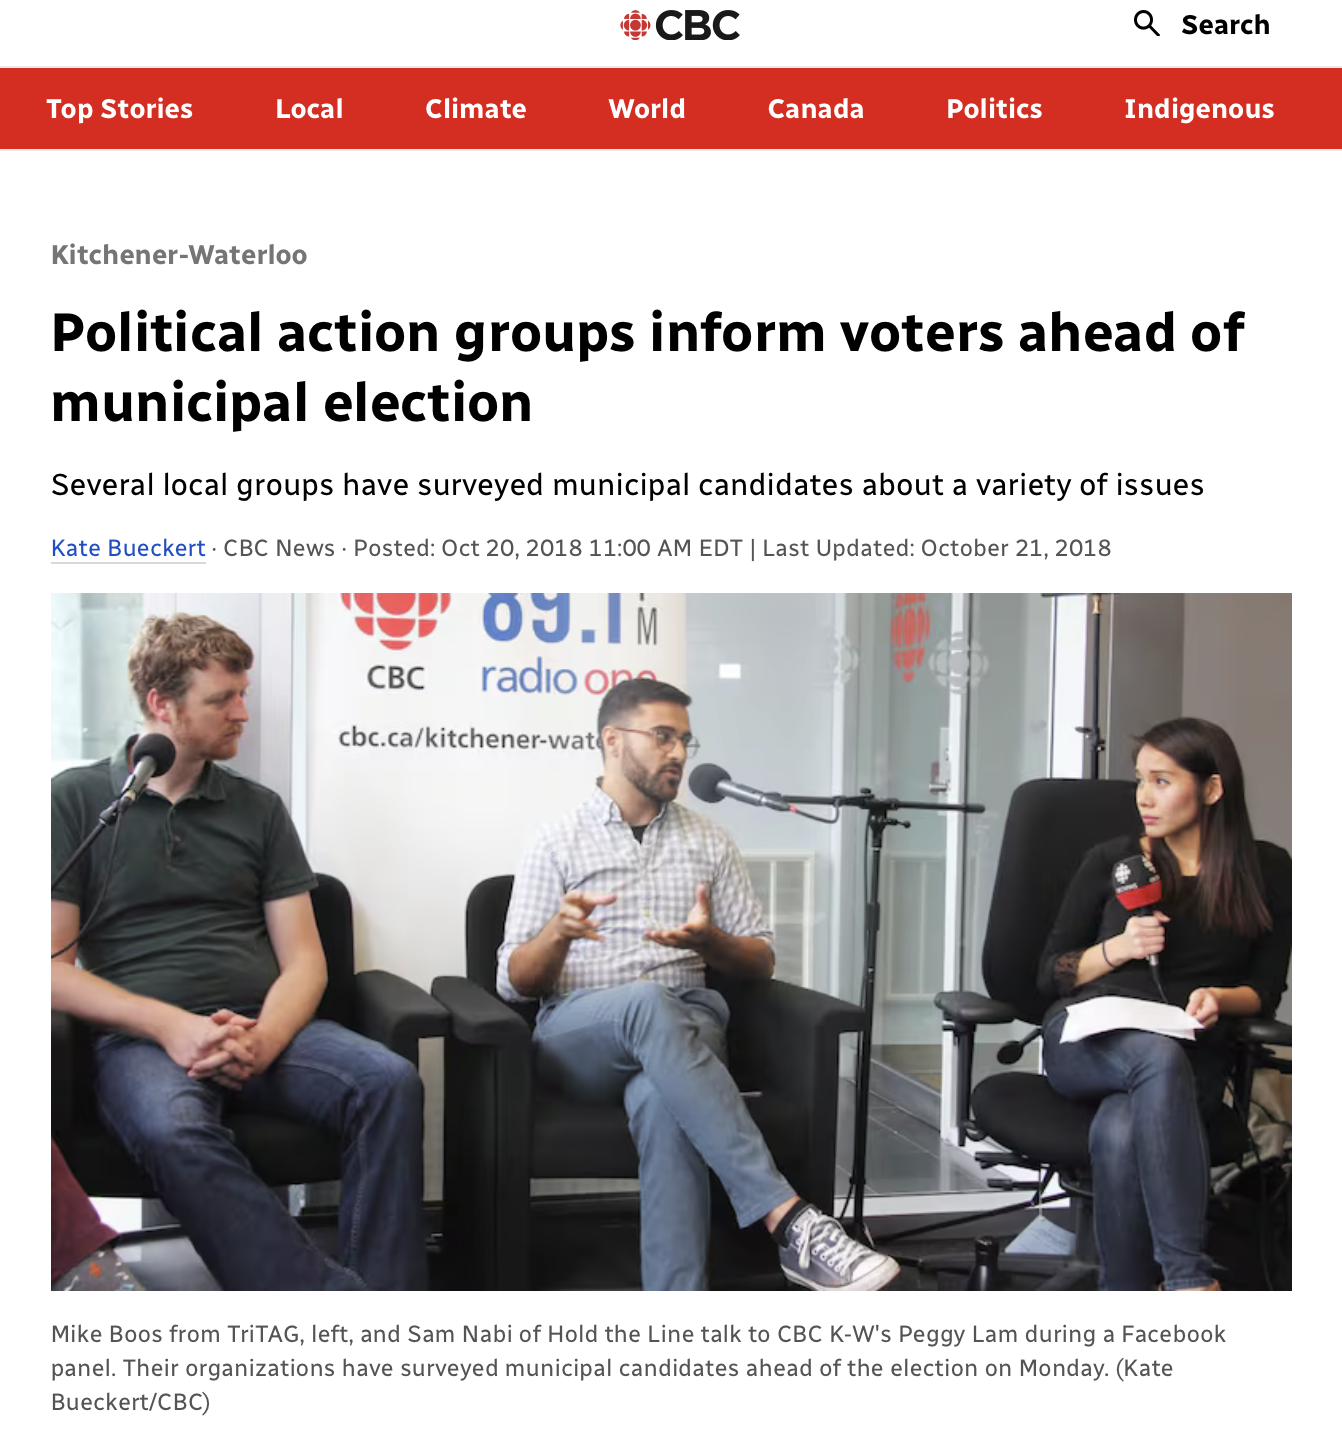 CBC
Search
Top Stories Local Climate World Canada Politics Indigenous
Kitchener-Waterloo
Political action groups inform voters ahead of
municipal election
Several local groups have surveyed municipal candidates about a variety of issues
Kate Bueckert · CBC News · Posted: Oct 20, 2018 11:00 AM EDT | Last Updated: October 21, 2018
89.1 FM
CBC radio one
cbc.ca/kitchener-wate
Mike Boos from TriTAG, left, and Sam Nabi of Hold the Line talk to CBC K-W's Peggy Lam during a Facebook
panel. Their organizations have surveyed municipal candidates ahead of the election on Monday. (Kate
Bueckert/CBC)